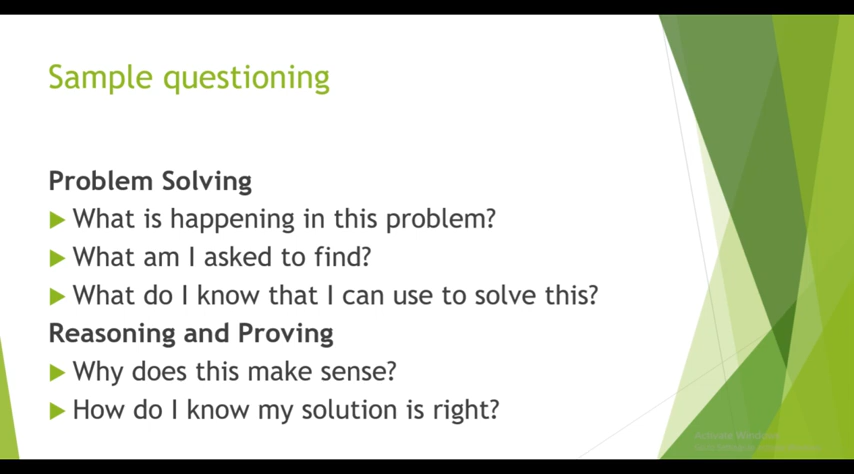 Sample questioning
Problem Solving
What is happening in this problem?
What am I asked to find?
What do I know that I can use to solve this?
Reasoning and Proving
Why does this make sense?
How do I know my solution is right?
Activate Windows